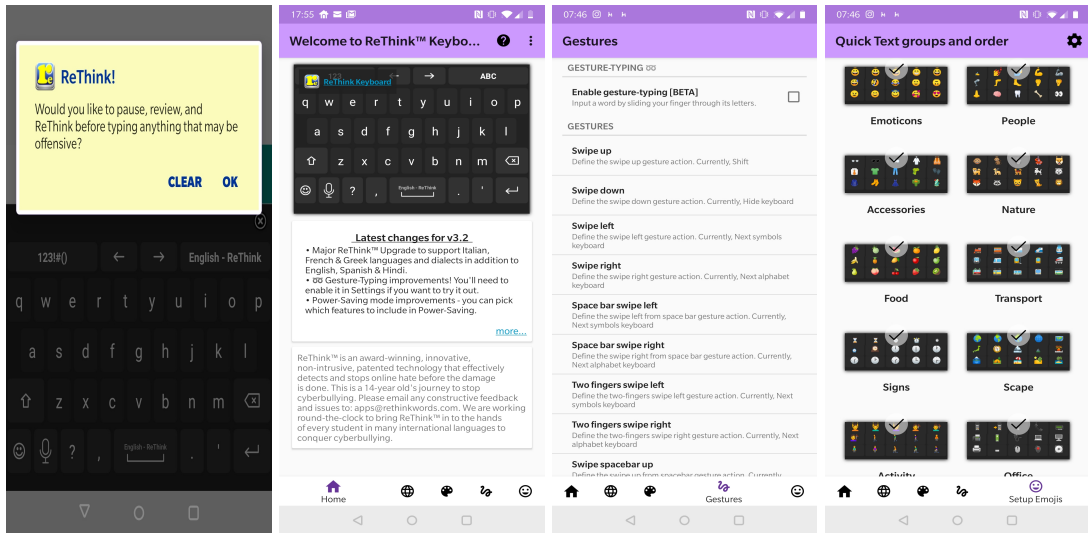 ReThink!
Would you like to pause, review, and
ReThink before typing anything that may be
offensive?
CLEAR OK
123!#() ← → English - ReThink
q w e r t y u i o p
a s d f g h j k l
z x c v b n m
? , English - ReThink . '
17:55
Welcome to ReThink™ Keybo...
123 ← → ABC
ReThink Keyboard
q w e r t y u i o p
a s d f g h j k l
z x c v b n m
? , English - ReThink . '
Latest changes for v3.2
• Major ReThink™ Upgrade to support Italian,
French & Greek languages and dialects in addition to
English, Spanish & Hindi.
• Gesture-Typing improvements! You'll need to
enable it in Settings if you want to try it out.
• Power-Saving mode improvements - you can pick
which features to include in Power-Saving.
more...
ReThink™ is an award-winning, innovative,
non-intrusive, patented technology that effectively
detects and stops online hate before the damage
is done. This is a 14-year old's journey to stop
cyberbullying. Please email any constructive feedback
and issues to: apps@rethinkwords.com. We are working
round-the-clock to bring ReThink™ in to the hands
of every student in many international languages to
conquer cyberbullying.
Home
07:46
Gestures
GESTURE-TYPING
Enable gesture-typing [BETA]
Input a word by sliding your finger through its letters.
GESTURES
Swipe up
Define the swipe up gesture action. Currently, Shift
Swipe down
Define the swipe down gesture action. Currently, Hide keyboard
Swipe left
Define the swipe left gesture action. Currently, Next symbols
keyboard
Swipe right
Define the swipe right gesture action. Currently, Next alphabet
keyboard
Space bar swipe left
Define the swipe left from space bar gesture action. Currently,
Next symbols keyboard
Space bar swipe right
Define the swipe right from space bar gesture action. Currently,
Next alphabet keyboard
Two fingers swipe left
Define the two-fingers swipe left gesture action. Currently, Next
symbols keyboard
Two fingers swipe right
Define the two-fingers swipe right gesture action. Currently, Next
alphabet keyboard
Swipe spacebar up
Define the swipe up from spacebar gesture action. Currently
Gestures
07:46
Quick Text groups and order
Emoticons People
Accessories Nature
Food Transport
Signs Scape
Activity Office
Setup Emojis